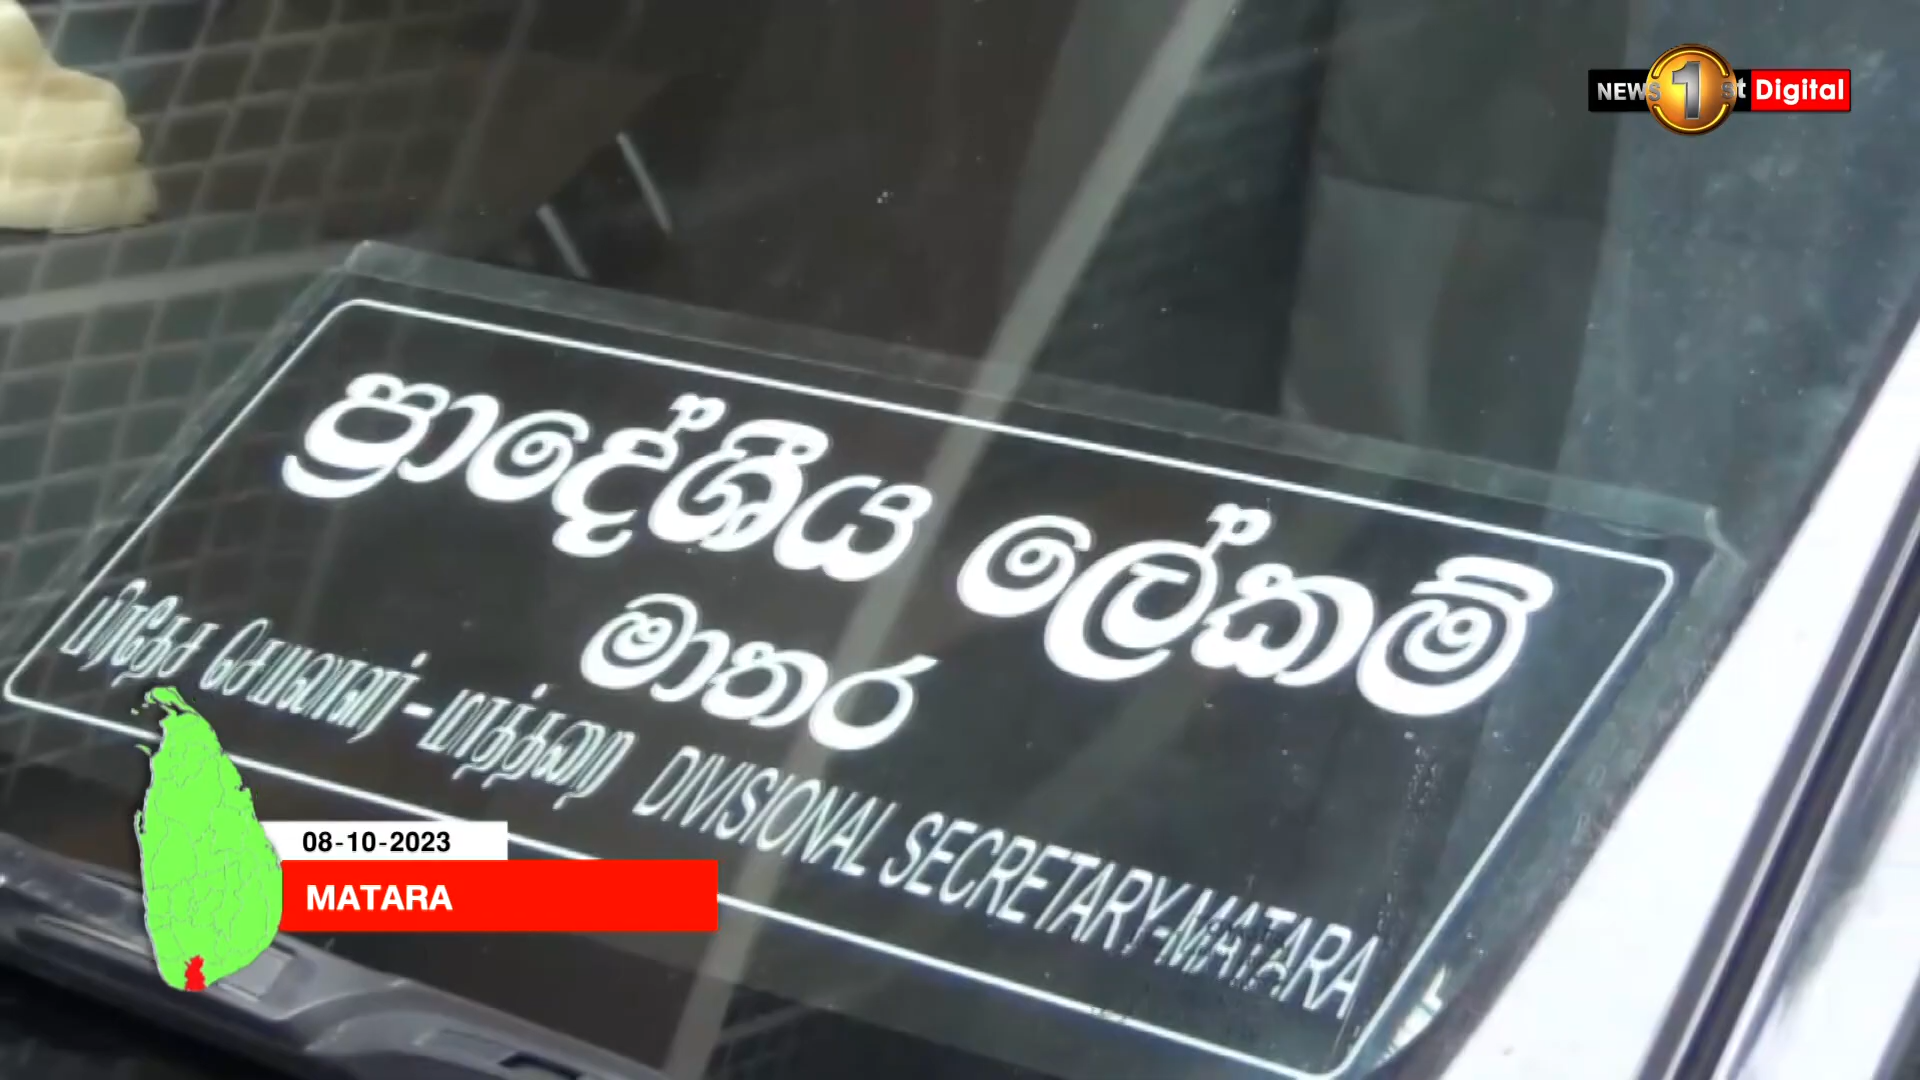 NEWS 1st Digital
ප්‍රාදේශීය ලේකම්
මාතර
பிரதேச செயலாளர் - மாத்தறை DIVISIONAL SECRETARY-MATARA
08-10-2023
MATARA